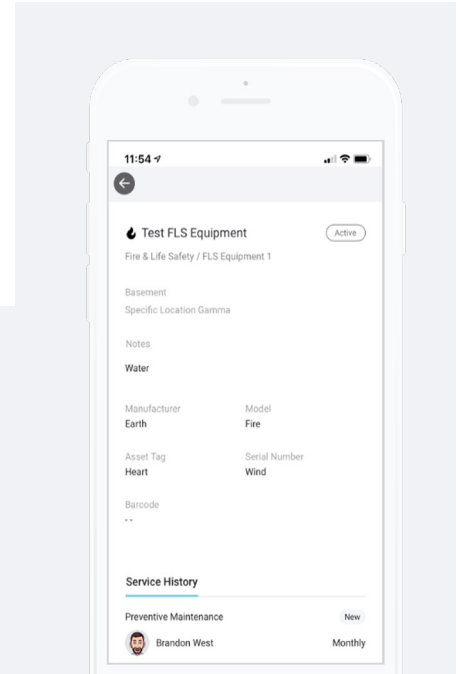 11:54
Test FLS Equipment
Active
Fire & Life Safety / FLS Equipment 1
Basement
Specific Location Gamma
Notes
Water
Manufacturer Model
Earth Fire
Asset Tag Serial Number
Heart Wind
Barcode
--
Service History
Preventive Maintenance New
Brandon West Monthly